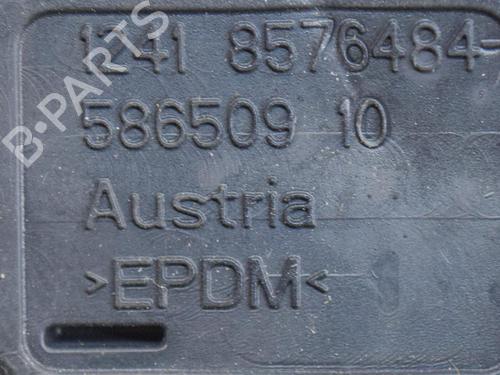 B·PARTS
1241 8576484-
586509 10
Austria
>EPDM<